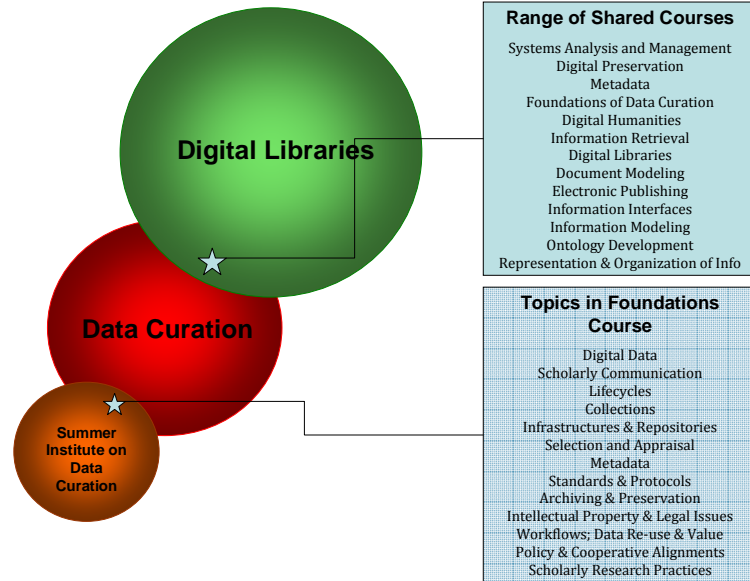 Digital Libraries
Data Curation
Summer
Institute on
Data
Curation
Range of Shared Courses
Systems Analysis and Management
Digital Preservation
Metadata
Foundations of Data Curation
Digital Humanities
Information Retrieval
Digital Libraries
Document Modeling
Electronic Publishing
Information Interfaces
Information Modeling
Ontology Development
Representation & Organization of Info
Topics in Foundations
Course
Digital Data
Scholarly Communication
Lifecycles
Collections
Infrastructures & Repositories
Selection and Appraisal
Metadata
Standards & Protocols
Archiving & Preservation
Intellectual Property & Legal Issues
Workflows; Data Re-use & Value
Policy & Cooperative Alignments
Scholarly Research Practices